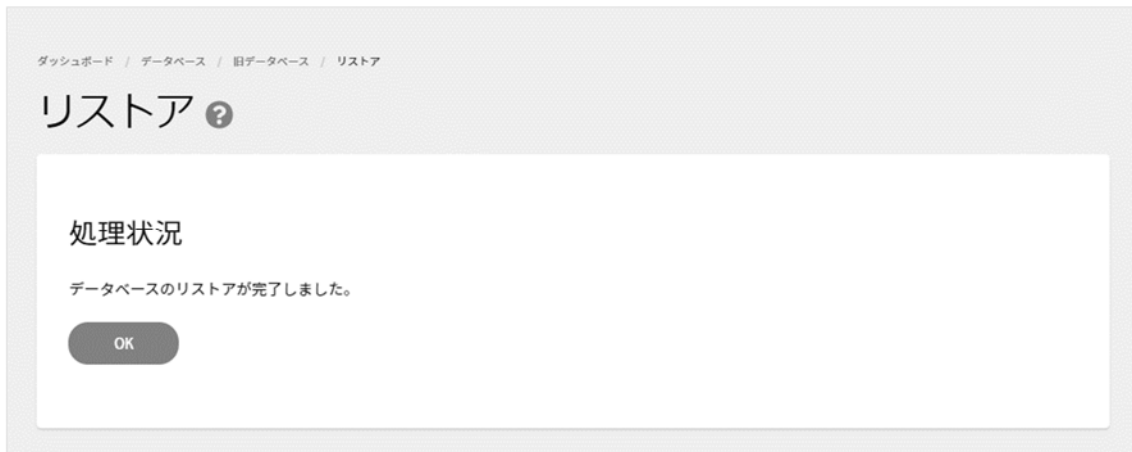 ダッシュボード / データベース / 旧データベース / リストア
リストア ?
処理状況
データベースのリストアが完了しました。
OK